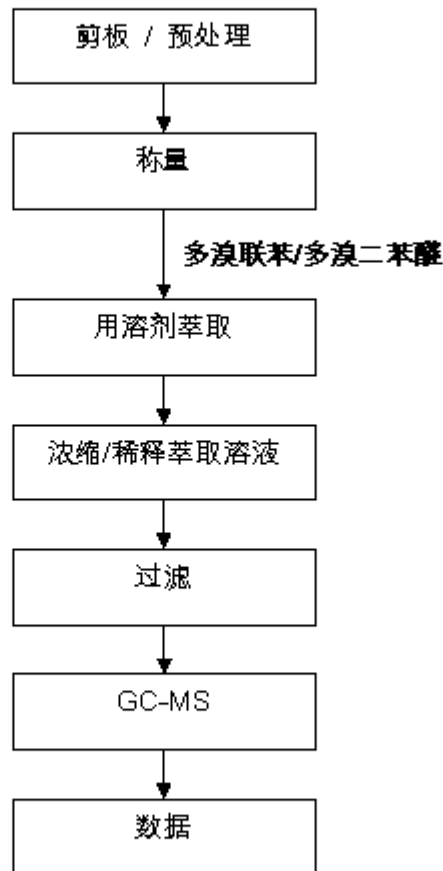 剪板 / 预处理
称量
多溴联苯/多溴二苯醚
用溶剂萃取
浓缩/稀释萃取溶液
过滤
GC-MS
数据